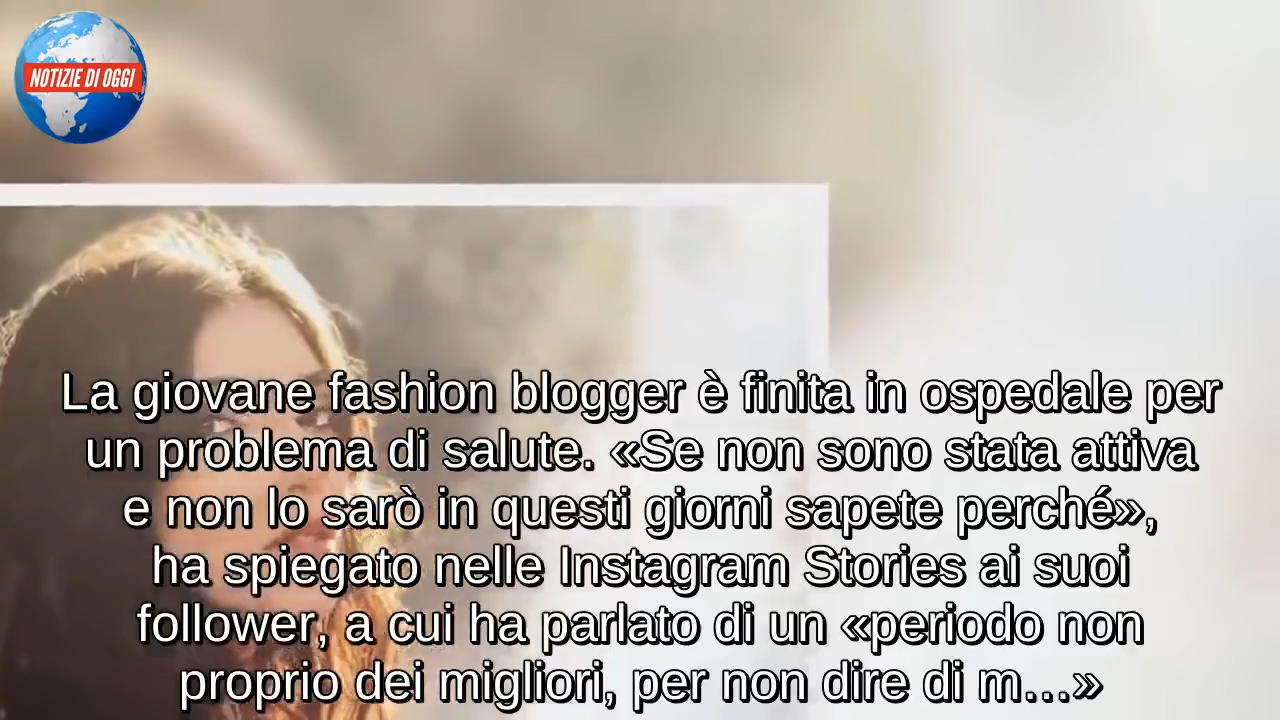 NOTIZIE DI OGGI
La giovane fashion blogger è finita in ospedale per
un problema di salute. «Se non sono stata attiva
e non lo sarò in questi giorni sapete perché»,
ha spiegato nelle Instagram Stories ai suoi
follower, a cui ha parlato di un «periodo non
proprio dei migliori, per non dire di m…»